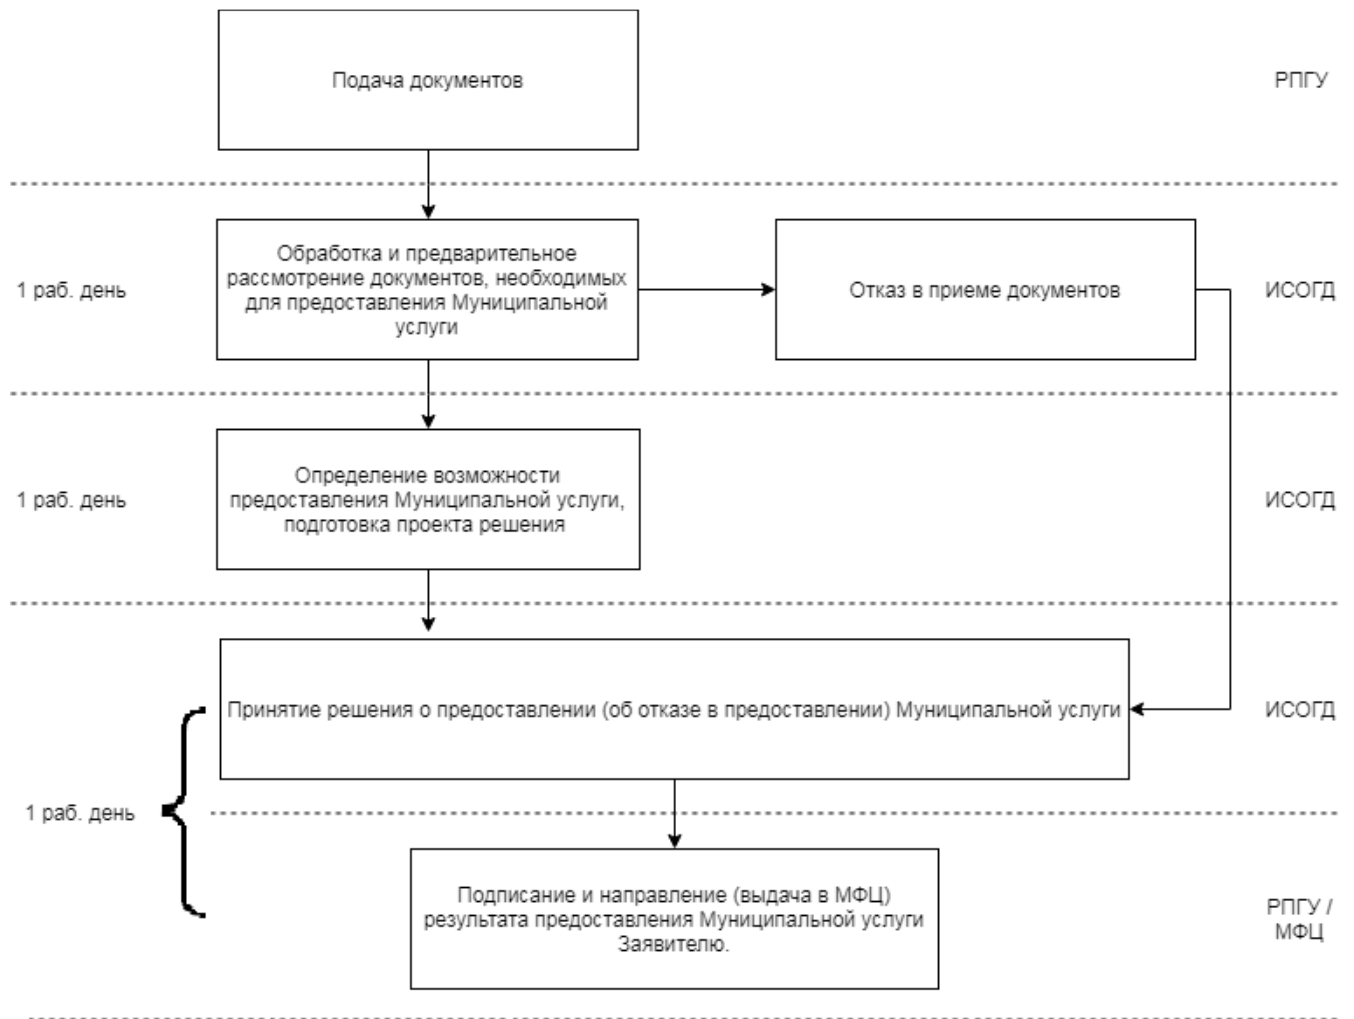 Подача документов
РПГУ
1 раб. день
Обработка и предварительное
рассмотрение документов, необходимых
для предоставления Муниципальной
услуги
Отказ в приеме документов
ИСОГД
1 раб. день
Определение возможности
предоставления Муниципальной услуги,
подготовка проекта решения
ИСОГД
Принятие решения о предоставлении (об отказе в предоставлении) Муниципальной услуги
ИСОГД
1 раб. день
Подписание и направление (выдача в МФЦ)
результата предоставления Муниципальной услуги
Заявителю.
РПГУ /
МФЦ